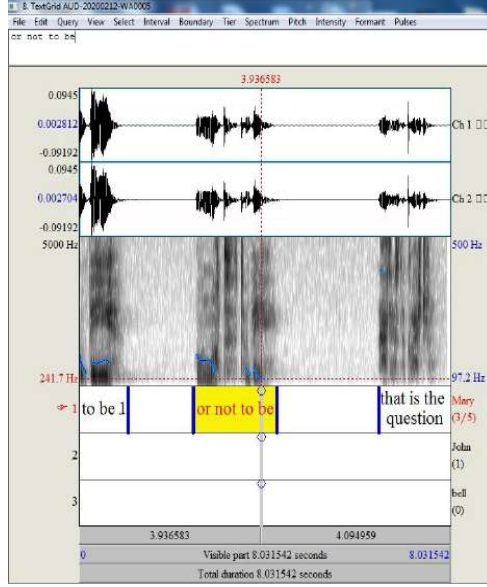 8. TextGrid AUD-20200212-WA0005
File Edit Query View Select Interval Boundary Tier Spectrum Pitch Intensity Formant Pulses
or not to be
3.936583
0.0945
0.002812
-0.09192
Ch 1
0.0945
0.002704
-0.09192
Ch 2
5000 Hz
500 Hz
241.7 Hz
97.2 Hz
1
to be 1
or not to be
that is the
question
Mary
(3/5)
2
John
(1)
3
bell
(0)
3.936583
4.094959
0
Visible part 8.031542 seconds
8.031542
Total duration 8.031542 seconds